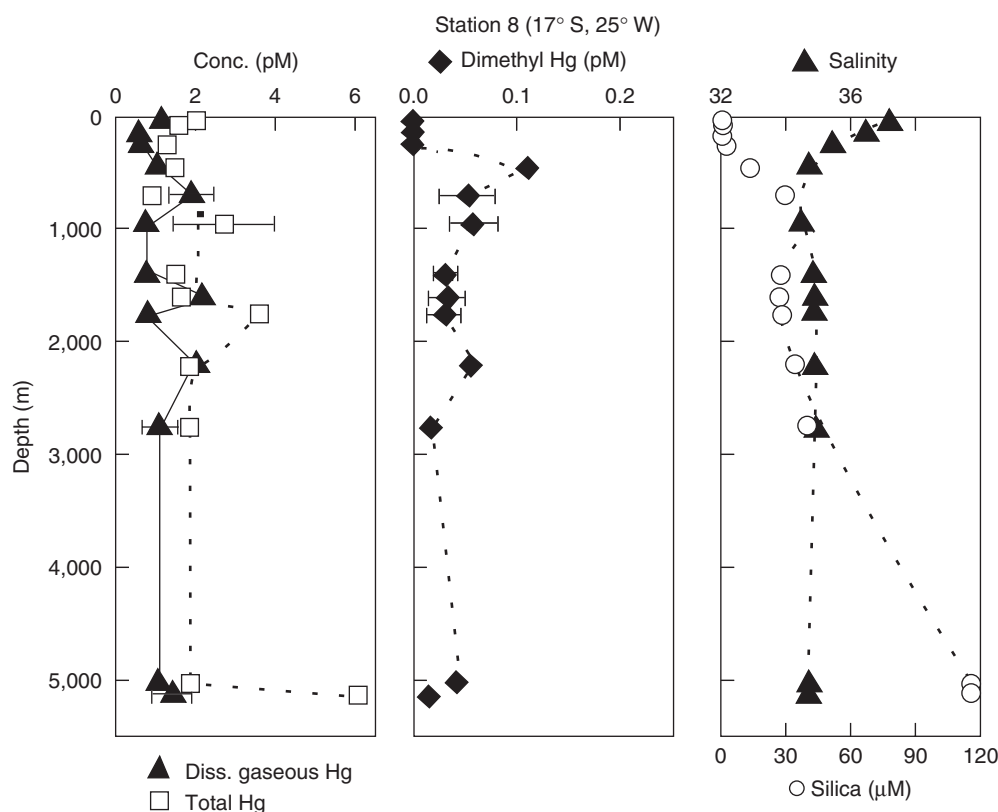 Station 8 (17° S, 25° W)
Conc. (pM)
Dimethyl Hg (pM)
Salinity
0 2 4 6
0.0 0.1 0.2
32 36
0
1,000
2,000
3,000
4,000
5,000
Depth (m)
0 30 60 90 120
Diss. gaseous Hg
Total Hg
Silica (μM)